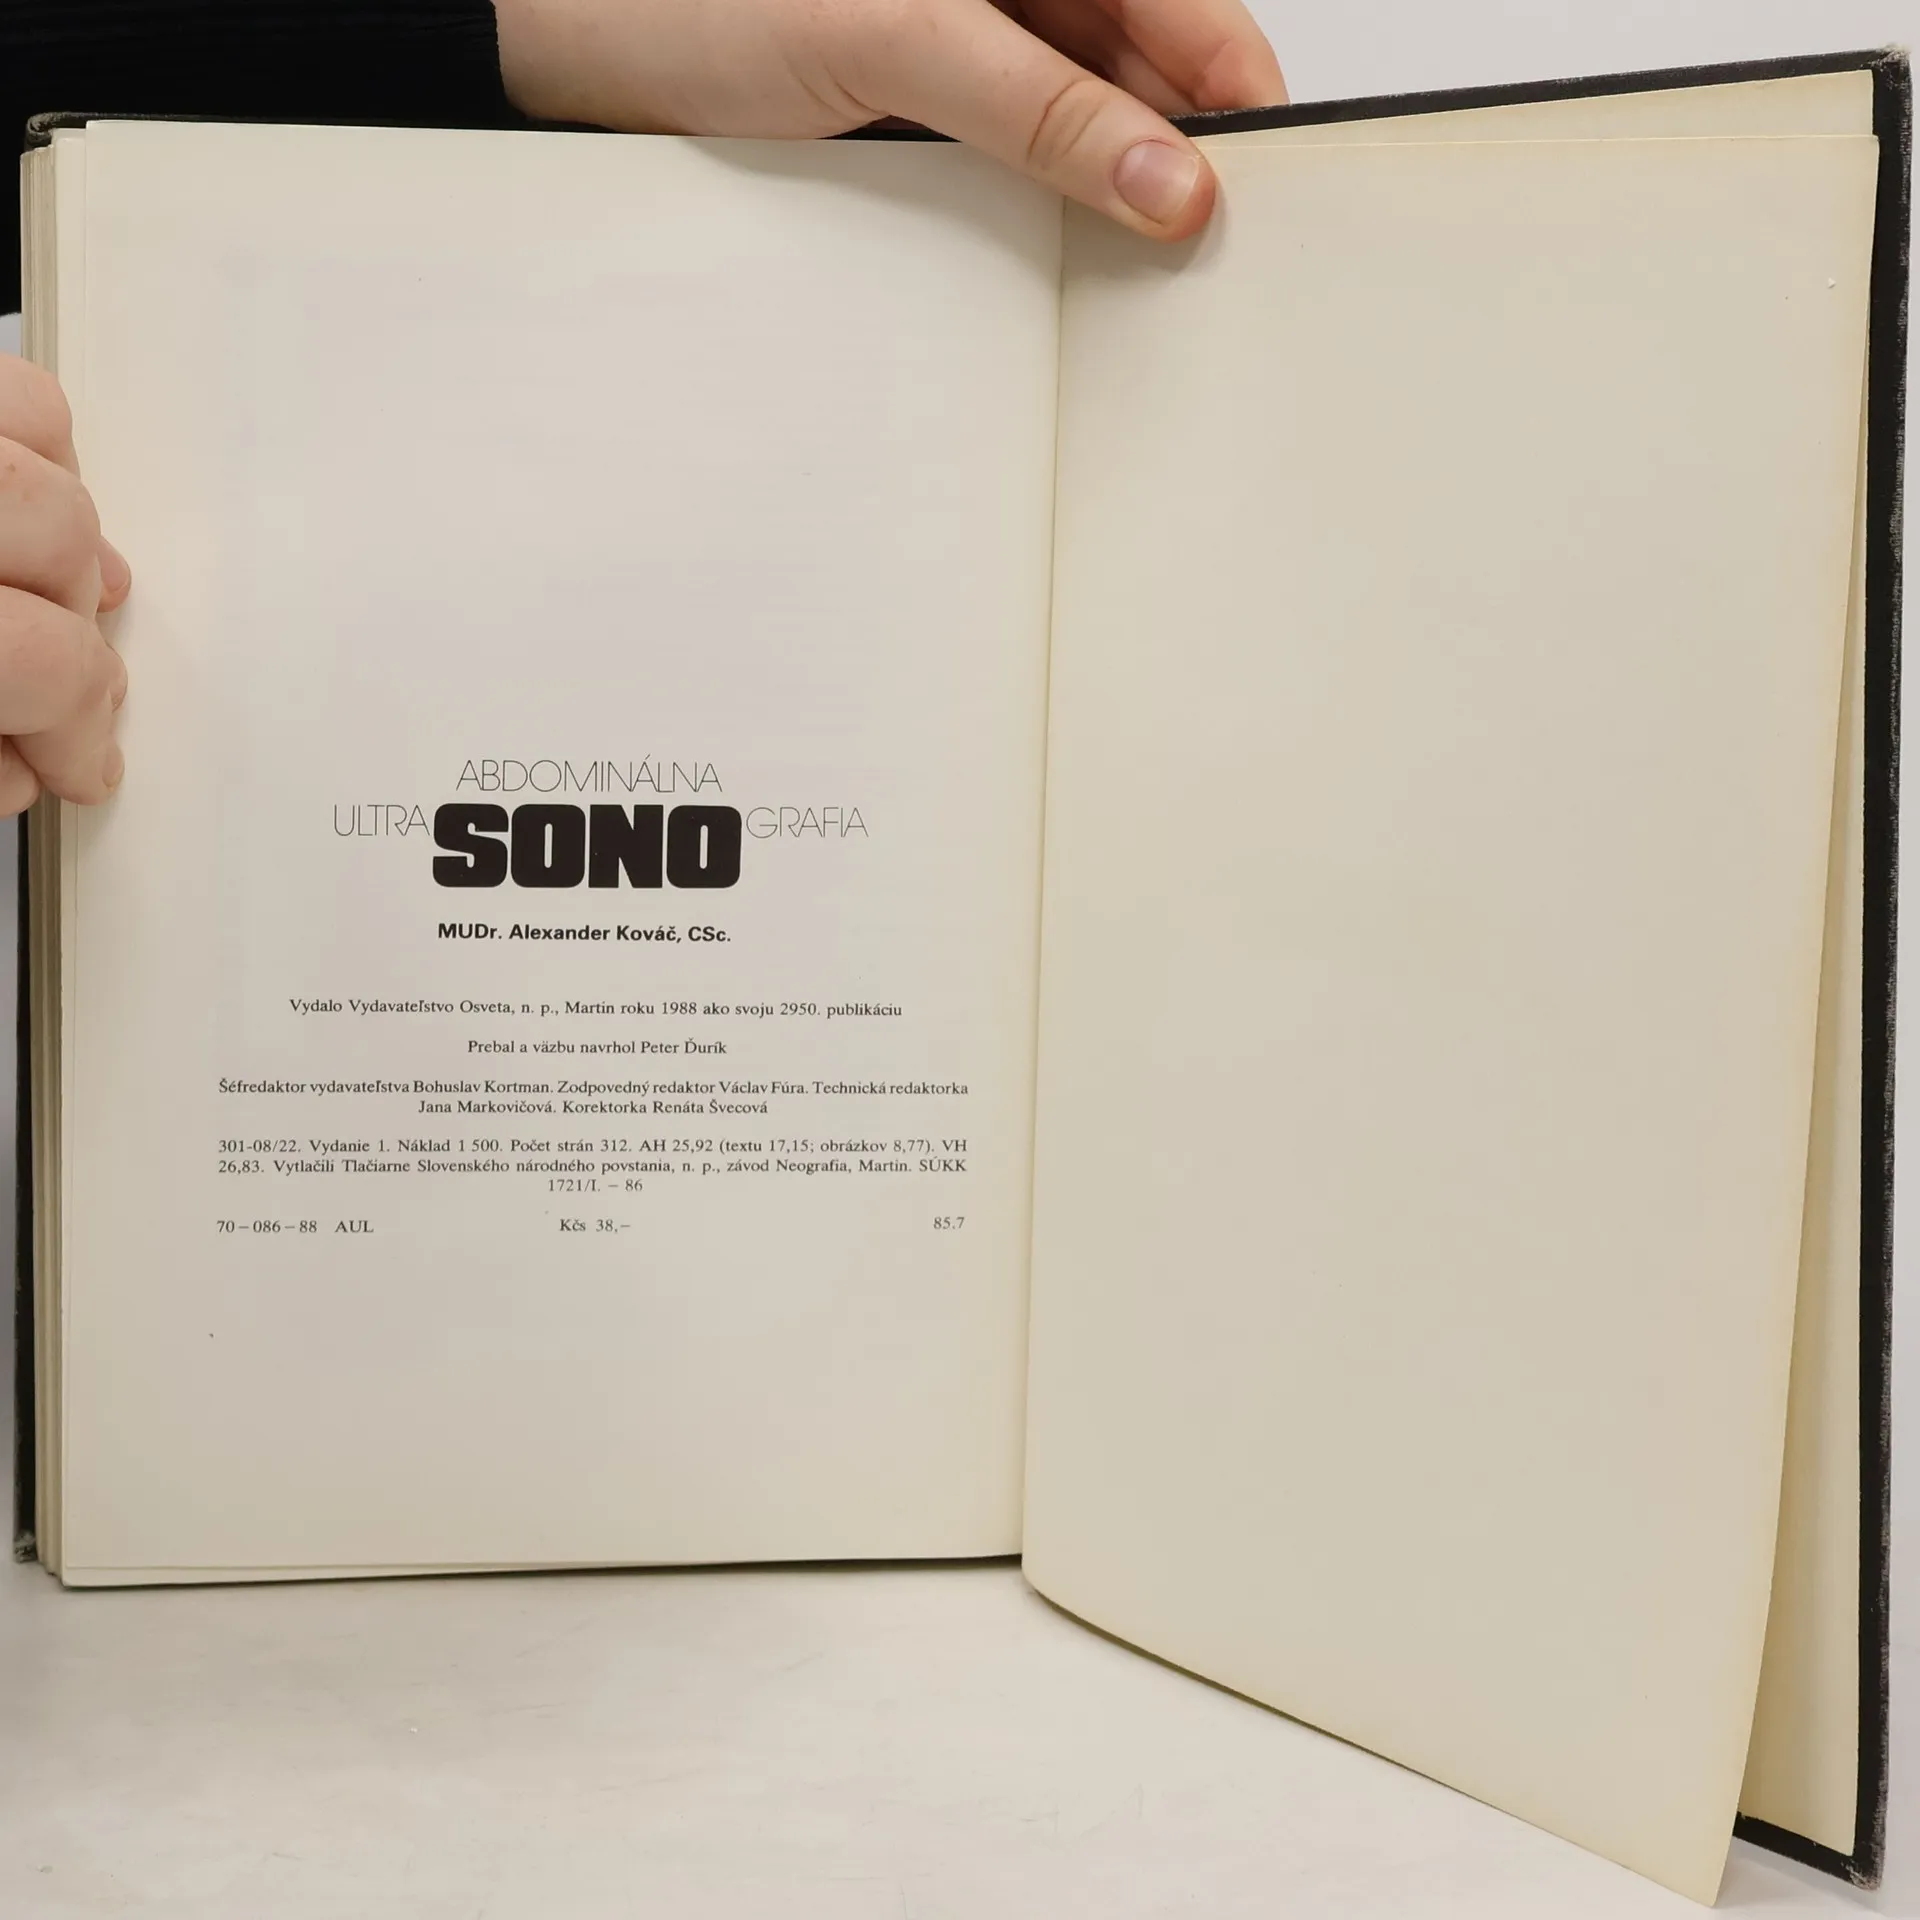 ABDOMINÁLNA
ULTRASONOGRAFIA
MUDr. Alexander Kováč, CSc.
Vydalo Vydavateľstvo Osveta, n. p., Martin roku 1988 ako svoju 2950. publikáciu
Prebal a väzbu navrhol Peter Ďurík
Šéfredaktor vydavateľstva Bohuslav Kortman. Zodpovedný redaktor Václav Fúra. Technická redaktorka
Jana Markovičová. Korektorka Renáta Švecová
301-08/22. Vydanie 1. Náklad 1 500. Počet strán 312. AH 25,92 (textu 17,15; obrázkov 8,77). VH
26,83. Vytlačili Tlačiarne Slovenského národného povstania, n. p., závod Neografia, Martin. SÚKK
1721/I. – 86
70 – 086 – 88 AUL Kčs 38,– 85.7